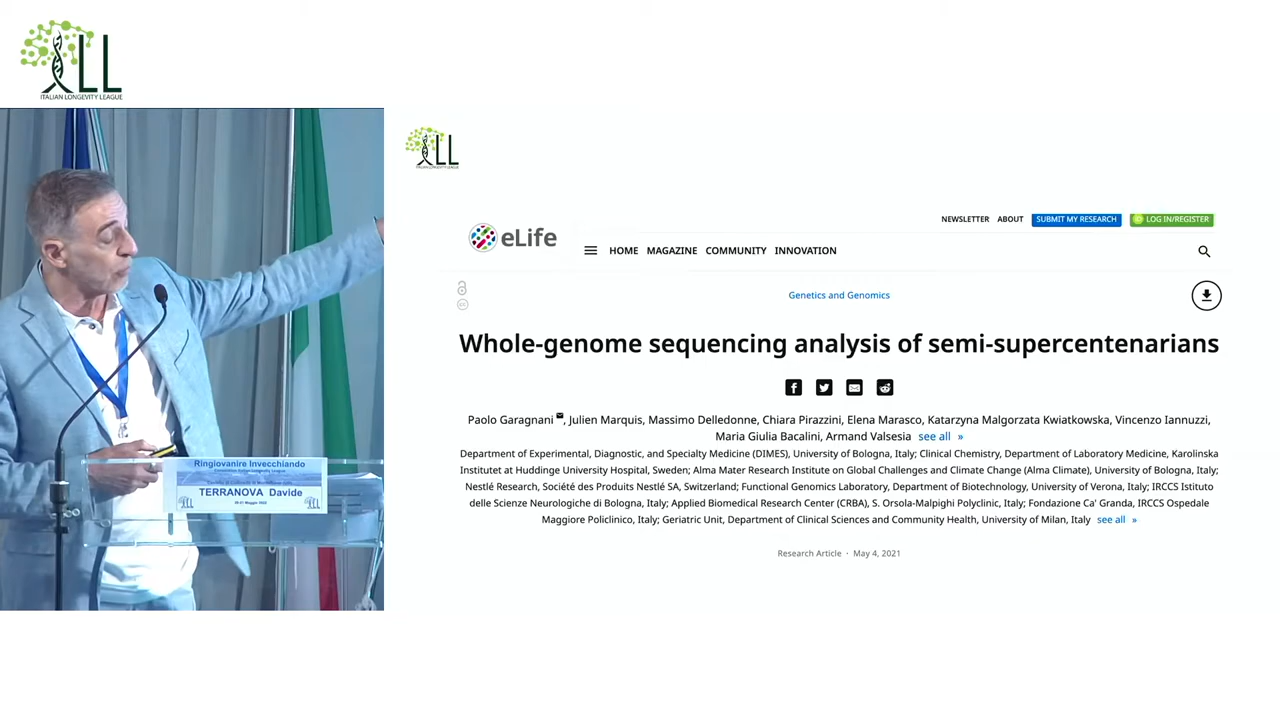 LL
ITALIAN LONGEVITY LEAGUE
LL
ITALIAN LONGEVITY LEAGUE
NEWSLETTER ABOUT SUBMIT MY RESEARCH LOG IN/REGISTER
eLife
HOME MAGAZINE COMMUNITY INNOVATION
cc
Genetics and Genomics
Whole-genome sequencing analysis of semi-supercentenarians
Paolo Garagnani, Julien Marquis, Massimo Delledonne, Chiara Pirazzini, Elena Marasco, Katarzyna Malgorzata Kwiatkowska, Vincenzo Iannuzzi,
Maria Giulia Bacalini, Armand Valsesia see all »
Department of Experimental, Diagnostic, and Specialty Medicine (DIMES), University of Bologna, Italy; Clinical Chemistry, Department of Laboratory Medicine, Karolinska
Institutet at Huddinge University Hospital, Sweden; Alma Mater Research Institute on Global Challenges and Climate Change (Alma Climate), University of Bologna, Italy;
Nestlé Research, Société des Produits Nestlé SA, Switzerland; Functional Genomics Laboratory, Department of Biotechnology, University of Verona, Italy; IRCCS Istituto
delle Scienze Neurologiche di Bologna, Italy; Applied Biomedical Research Center (CRBA), S. Orsola-Malpighi Polyclinic, Italy; Fondazione Ca' Granda, IRCCS Ospedale
Maggiore Policlinico, Italy; Geriatric Unit, Department of Clinical Sciences and Community Health, University of Milan, Italy see all »
Research Article · May 4, 2021
Ringiovanire Invecchiando
TERRANOVA Davide